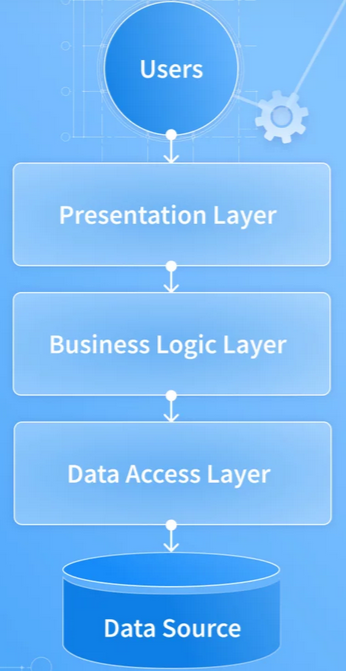 Users
Presentation Layer
Business Logic Layer
Data Access Layer
Data Source